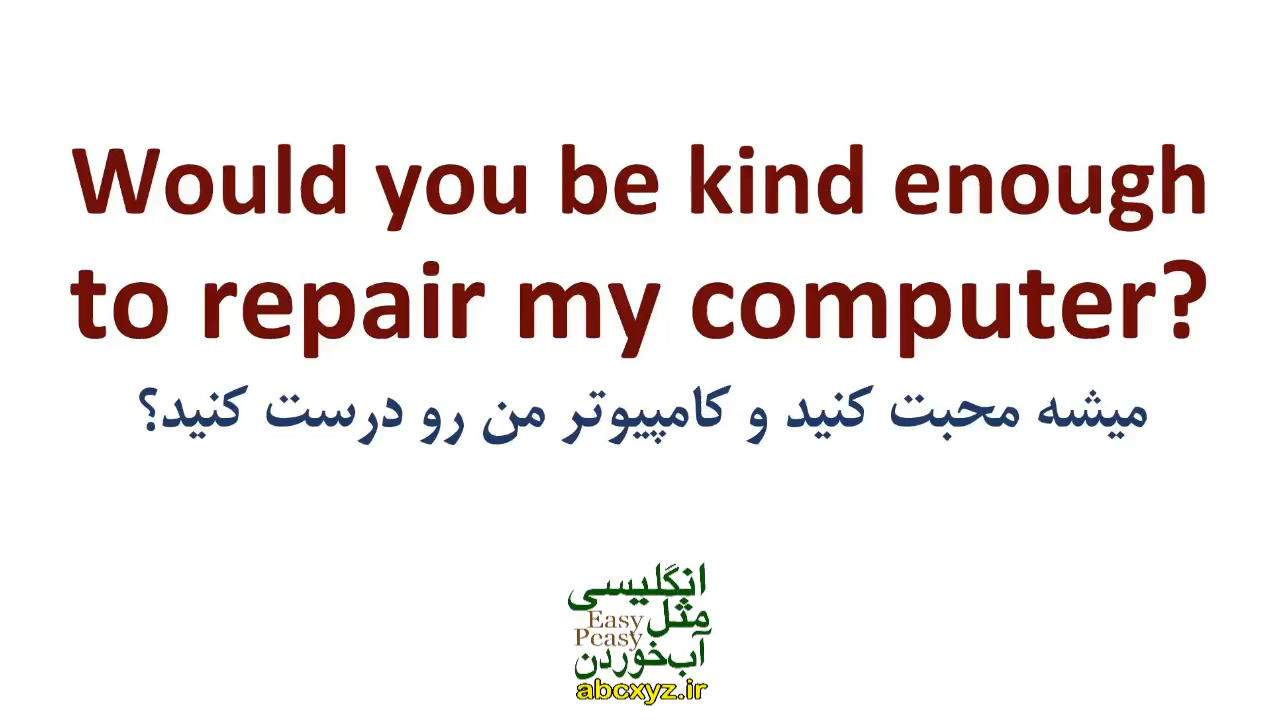 Would you be kind enough
to repair my computer?
میشه محبت کنید و کامپیوتر من رو درست کنید؟
انگلیسی
مثل
Easy
Peasy
آب‌خوردن
abcxyz.ir